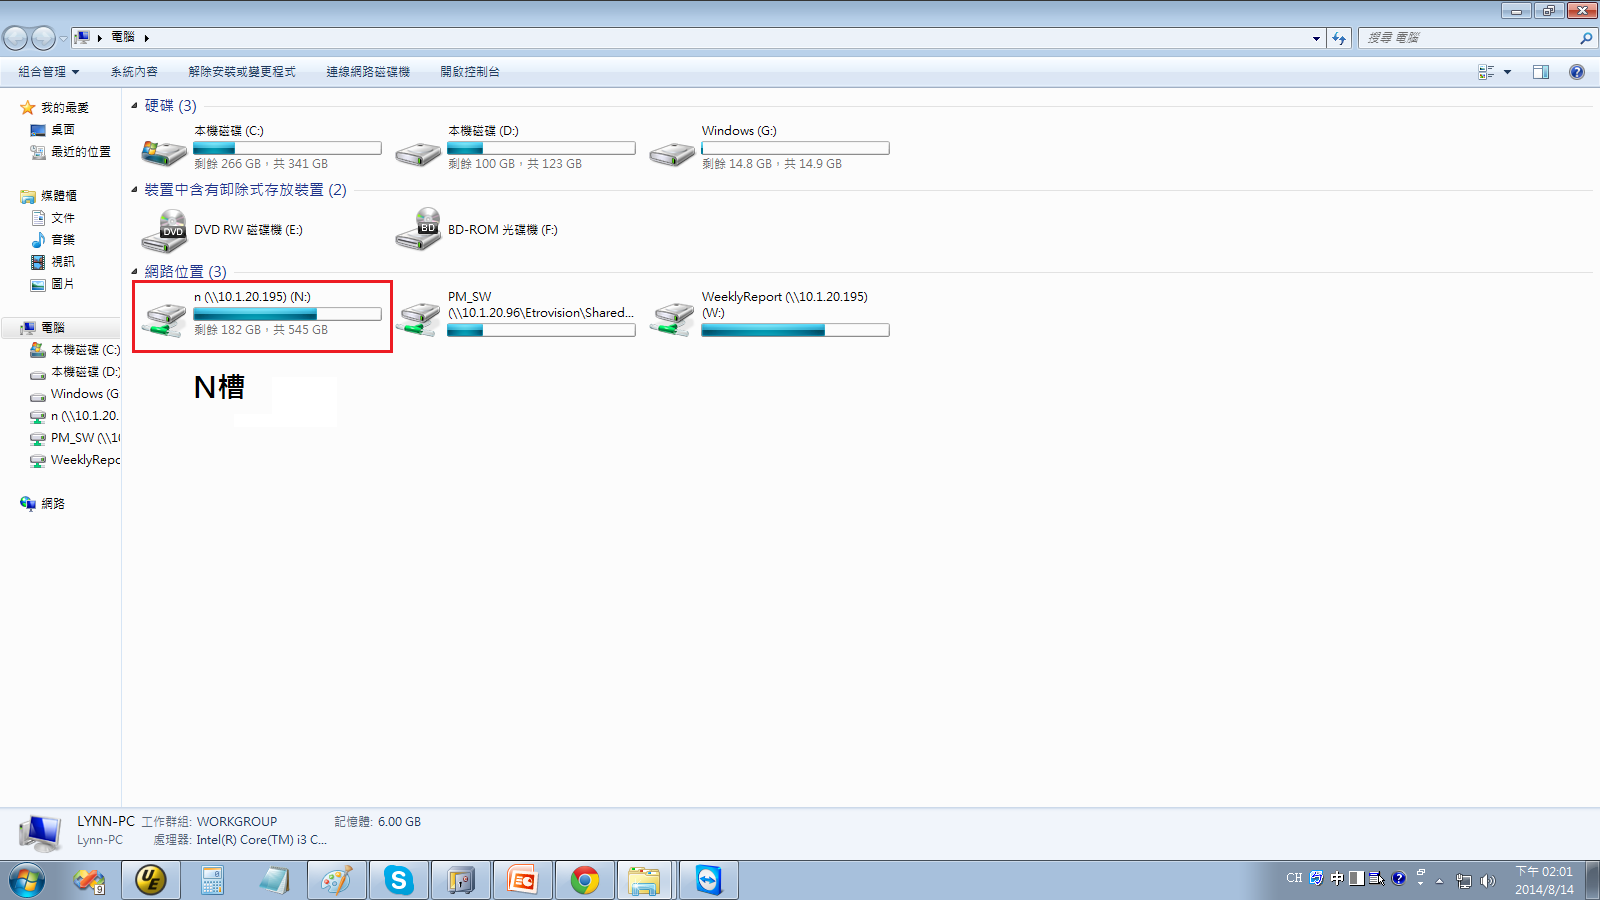 電腦
搜尋 電腦
組合管理
系統內容
解除安裝或變更程式
連線網路磁碟機
開啟控制台
我的最愛
桌面
最近的位置
媒體櫃
文件
音樂
視訊
圖片
電腦
本機磁碟 (C:)
本機磁碟 (D:)
Windows (G
n (\\10.1.20.
PM_SW (\\10
WeeklyRepo
網路
硬碟 (3)
本機磁碟 (C:)
剩餘 266 GB，共 341 GB
本機磁碟 (D:)
剩餘 100 GB，共 123 GB
Windows (G:)
剩餘 14.8 GB，共 14.9 GB
裝置中含有卸除式存放裝置 (2)
DVD
DVD RW 磁碟機 (E:)
BD
BD-ROM 光碟機 (F:)
網路位置 (3)
n (\\10.1.20.195) (N:)
剩餘 182 GB，共 545 GB
PM_SW
(\\10.1.20.96\Etrovision\Shared...
WeeklyReport (\\10.1.20.195)
(W:)
N槽
LYNN-PC 工作群組: WORKGROUP 記憶體: 6.00 GB
Lynn-PC 處理器: Intel(R) Core(TM) i3 C...
9
UE
S
CH
中
下午 02:01
2014/8/14